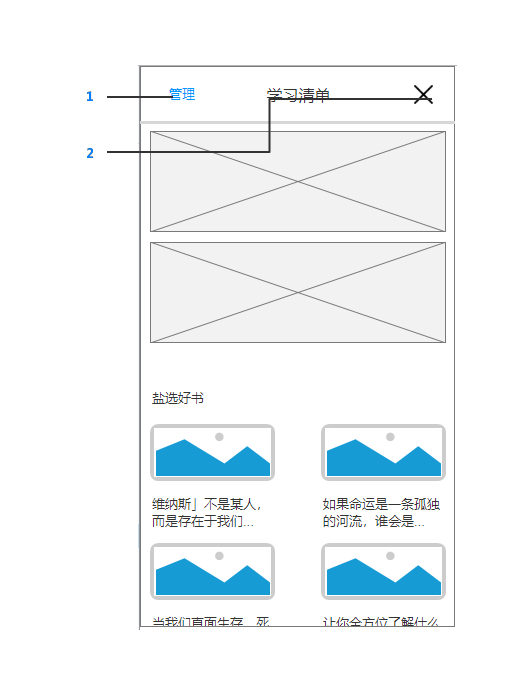 1
管理
学习清单
2
盐选好书
维纳斯」不是某人，
而是存在于我们...
如果命运是一条孤独
的河流，谁会是...
当我们直面生存、死
让你全方位了解什么